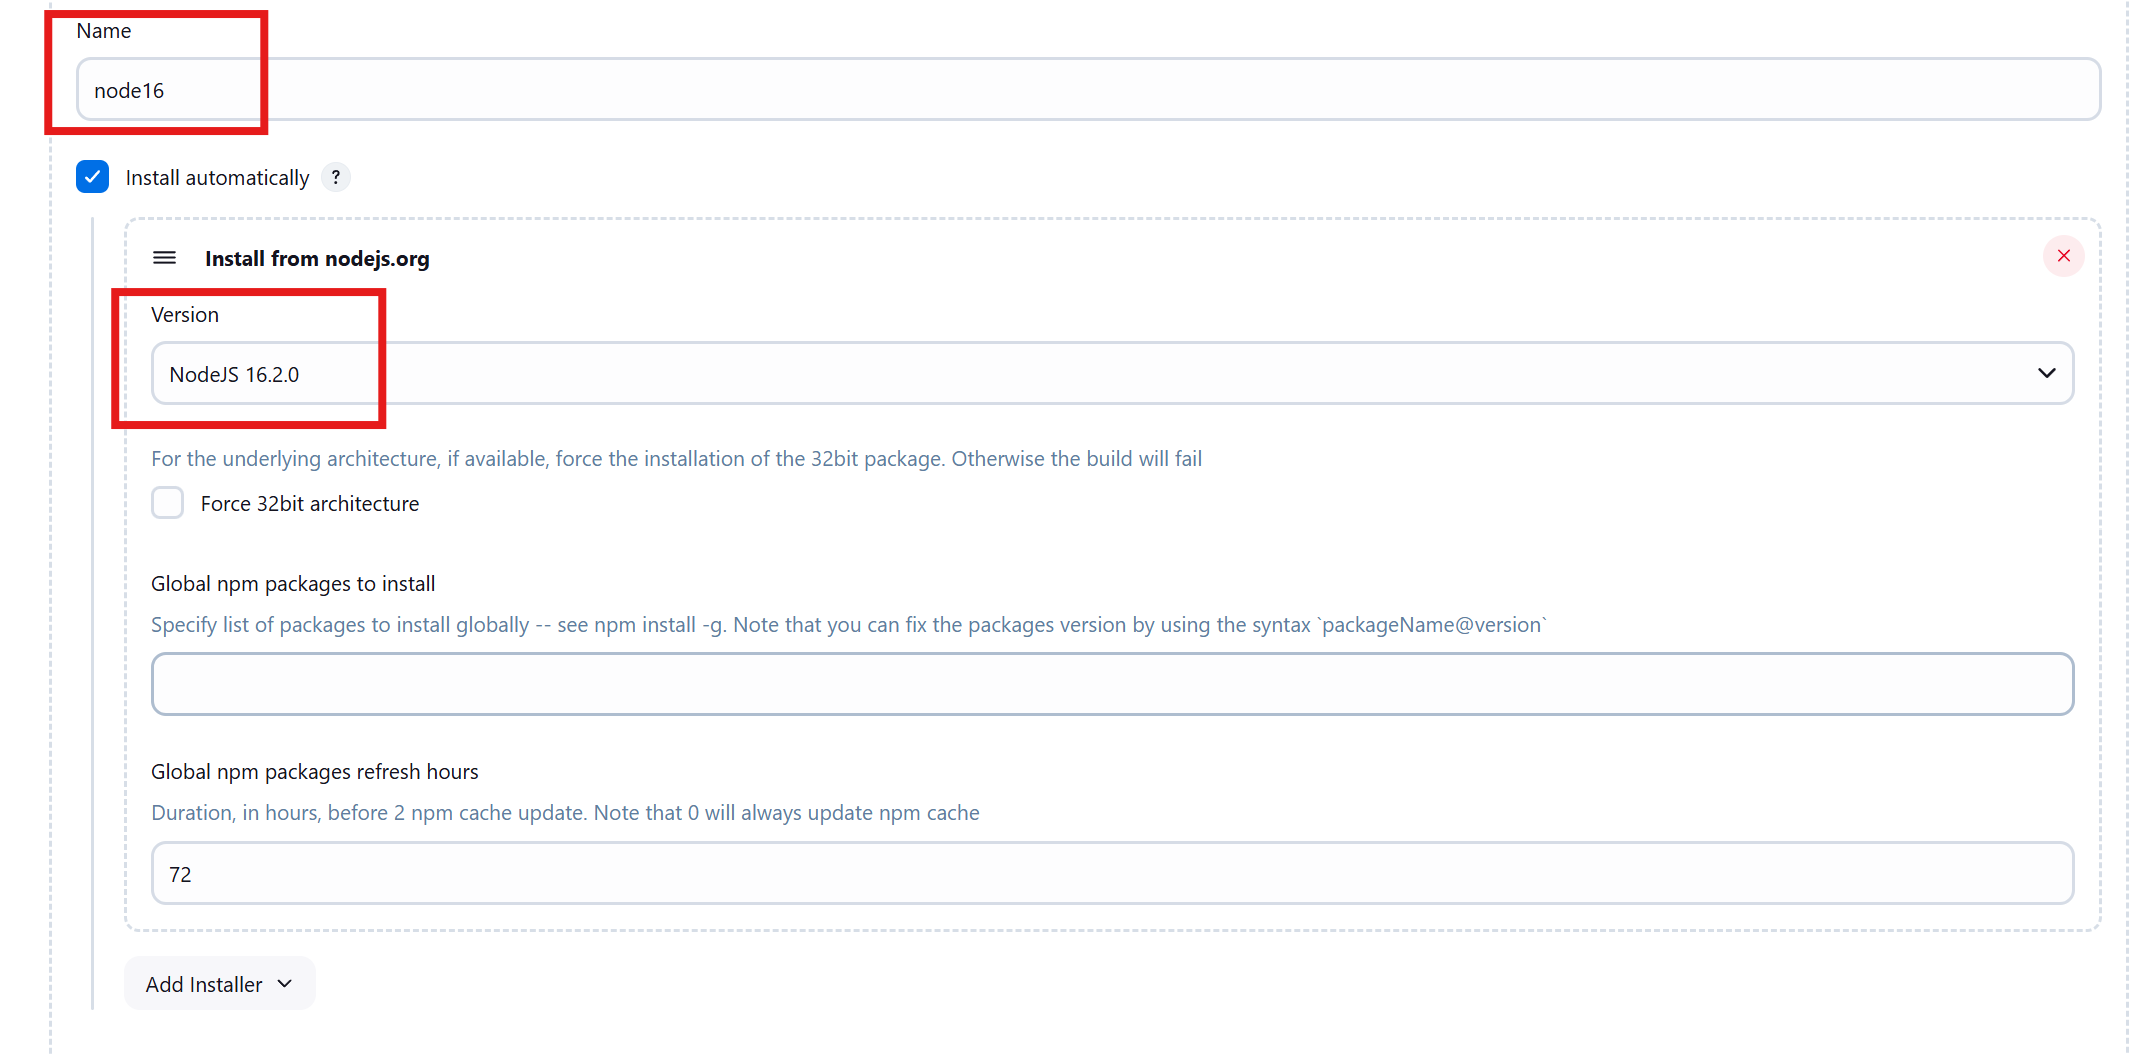 Name
node16
Install automatically ?
Install from nodejs.org
Version
NodeJS 16.2.0
For the underlying architecture, if available, force the installation of the 32bit package. Otherwise the build will fail
Force 32bit architecture
Global npm packages to install
Specify list of packages to install globally -- see npm install -g. Note that you can fix the packages version by using the syntax `packageName@version`
Global npm packages refresh hours
Duration, in hours, before 2 npm cache update. Note that 0 will always update npm cache
72
Add Installer